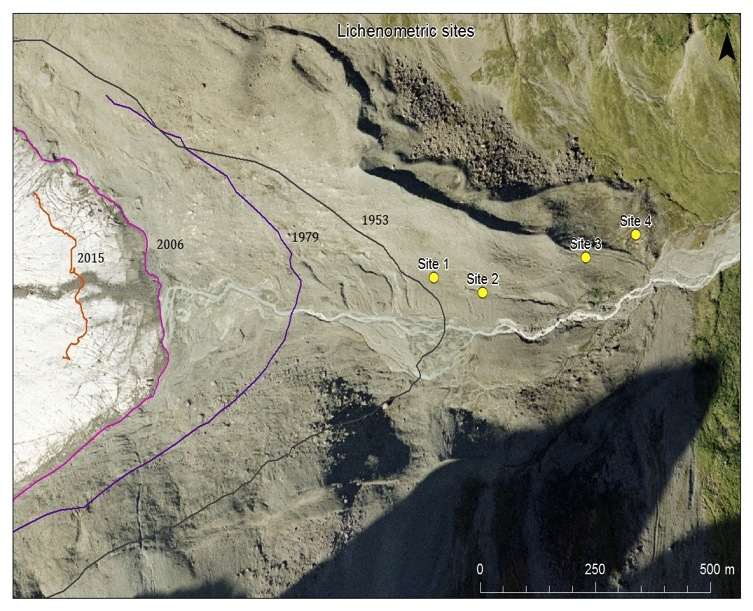 Lichenometric sites
Site 4
1953
1979
2006
Site 3
2015
Site 1
Site 2
0 250 500 m